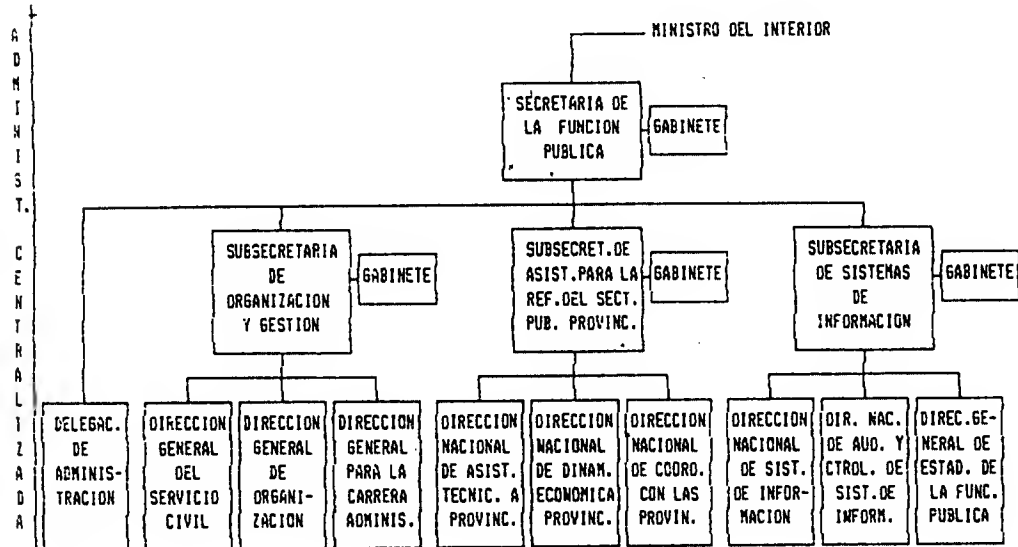 ADMINIST. CENTRALIZADA
MINISTRO DEL INTERIOR
SECRETARIA DE
LA FUNCION
PUBLICA
GABINETE
SUBSECRETARIA
DE
ORGANIZACION
Y GESTION
GABINETE
SUBSECRET.DE
ASIST.PARA LA
REF.DEL SECT.
PUB. PROVINC.
GABINETE
SUBSECRETARIA
DE SISTEMAS
DE
INFORMACION
GABINETE
DELEGAC.
DE
ADMINIS-
TRACION
DIRECCION
GENERAL
DEL
SERVICIO
CIVIL
DIRECCION
GENERAL
DE
ORGANI-
ZACION
DIRECCION
GENERAL
PARA LA
CARRERA
ADMINIS.
DIRECCION
NACIONAL
DE ASIST.
TECNIC. A
PROVINC.
DIRECCION
NACIONAL
DE DINAM.
ECONOMICA
PROVINC.
DIRECCION
NACIONAL
DE COORD.
CON LAS
PROVIN.
DIRECCION
NACIONAL
DE SIST.
DE INFOR-
MACION
DIR. NAC.
DE AUD. Y
CTROL. DE
SIST.DE
INFORM.
DIREC.GE-
NERAL DE
ESTAD. DE
LA FUNC.
PUBLICA